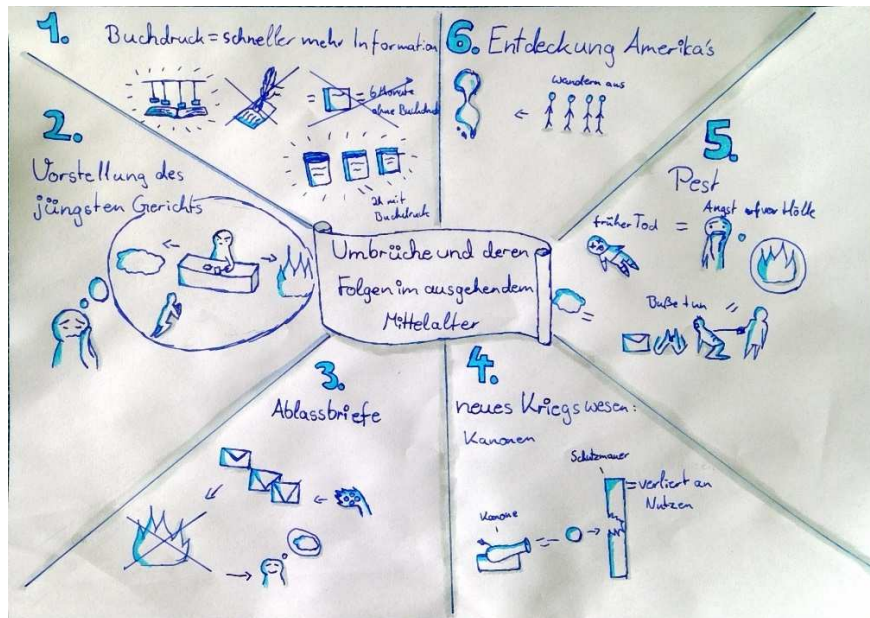 Umbrüche und deren
Folgen im ausgehendem
Mittelalter
1. Buchdruck = schneller mehr Information
= = 6 Monate
ohne Buchdruck
2h mit
Buchdruck
2.
Vorstellung des
jüngsten Gerichts
3.
Ablassbriefe
4.
neues Kriegswesen:
Kanonen
Schutzmauer
= verliert an
Nutzen
Kanone
5.
Pest
früher Tod = Angst vor Hölle
Buße tun
=
6. Entdeckung Amerika's
wandern aus